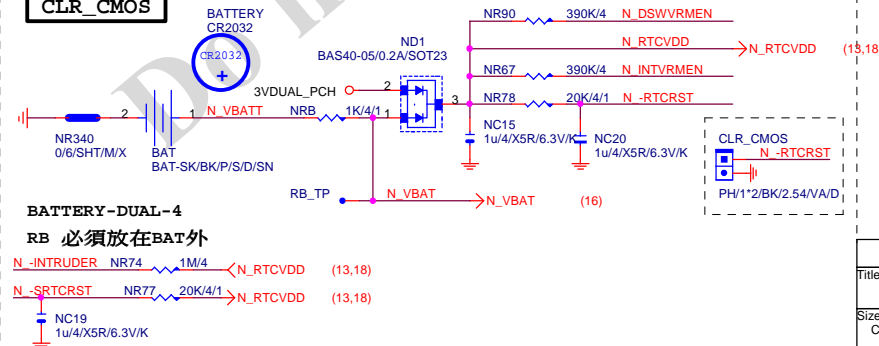 CLR_CMOS
BATTERY
CR2032
CR2032
+
ND1
BAS40-05/0.2A/SOT23
3VDUAL_PCH
2
1
3
NR90
390K/4
N_DSWVRMEN
N_RTCVDD
N_RTCVDD
(13,18
NR67
390K/4
N_INTVRMEN
NR78
20K/4/1
N_-RTCRST
2
1
N_VBATT
NRB
1K/4/1
NR340
0/6/SHT/M/X
BAT
BAT-SK/BK/P/S/D/SN
NC15
1u/4/X5R/6.3V/K
NC20
1u/4/X5R/6.3V/K
CLR_CMOS
N_-RTCRST
PH/1*2/BK/2.54/VA/D
RB_TP
N_VBAT
N_VBAT
(16)
BATTERY-DUAL-4
RB 必須放在BAT外
N_-INTRUDER
NR74
1M/4
N_RTCVDD
(13,18)
N_-SRTCRST
NR77
20K/4/1
N_RTCVDD
(13,18)
NC19
1u/4/X5R/6.3V/K
Title
Size
C
Do n